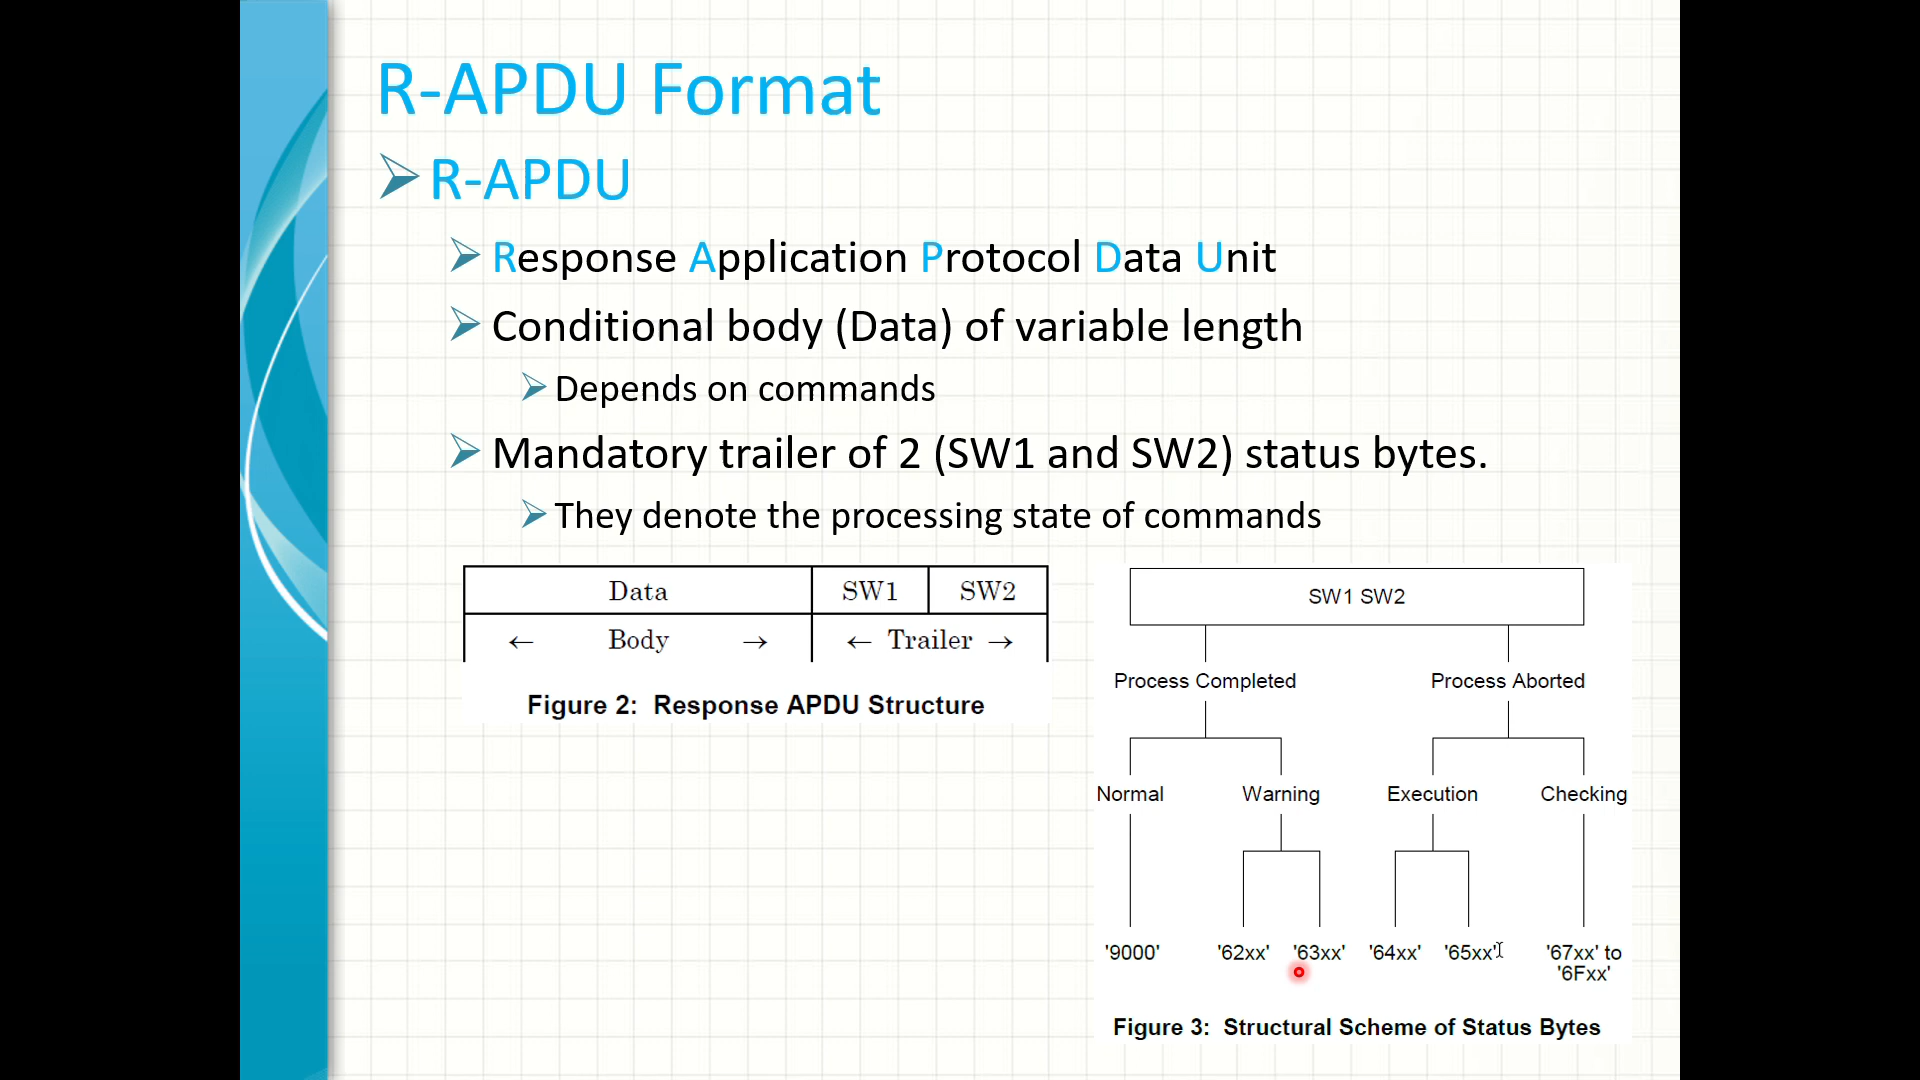 R-APDU Format
R-APDU
Response Application Protocol Data Unit
Conditional body (Data) of variable length
Depends on commands
Mandatory trailer of 2 (SW1 and SW2) status bytes.
They denote the processing state of commands
Data SW1 SW2
← Body → ← Trailer →
Figure 2: Response APDU Structure
SW1 SW2
Process Completed Process Aborted
Normal Warning Execution Checking
'9000' '62xx' '63xx' '64xx' '65xx' '67xx' to
'6Fxx'
Figure 3: Structural Scheme of Status Bytes